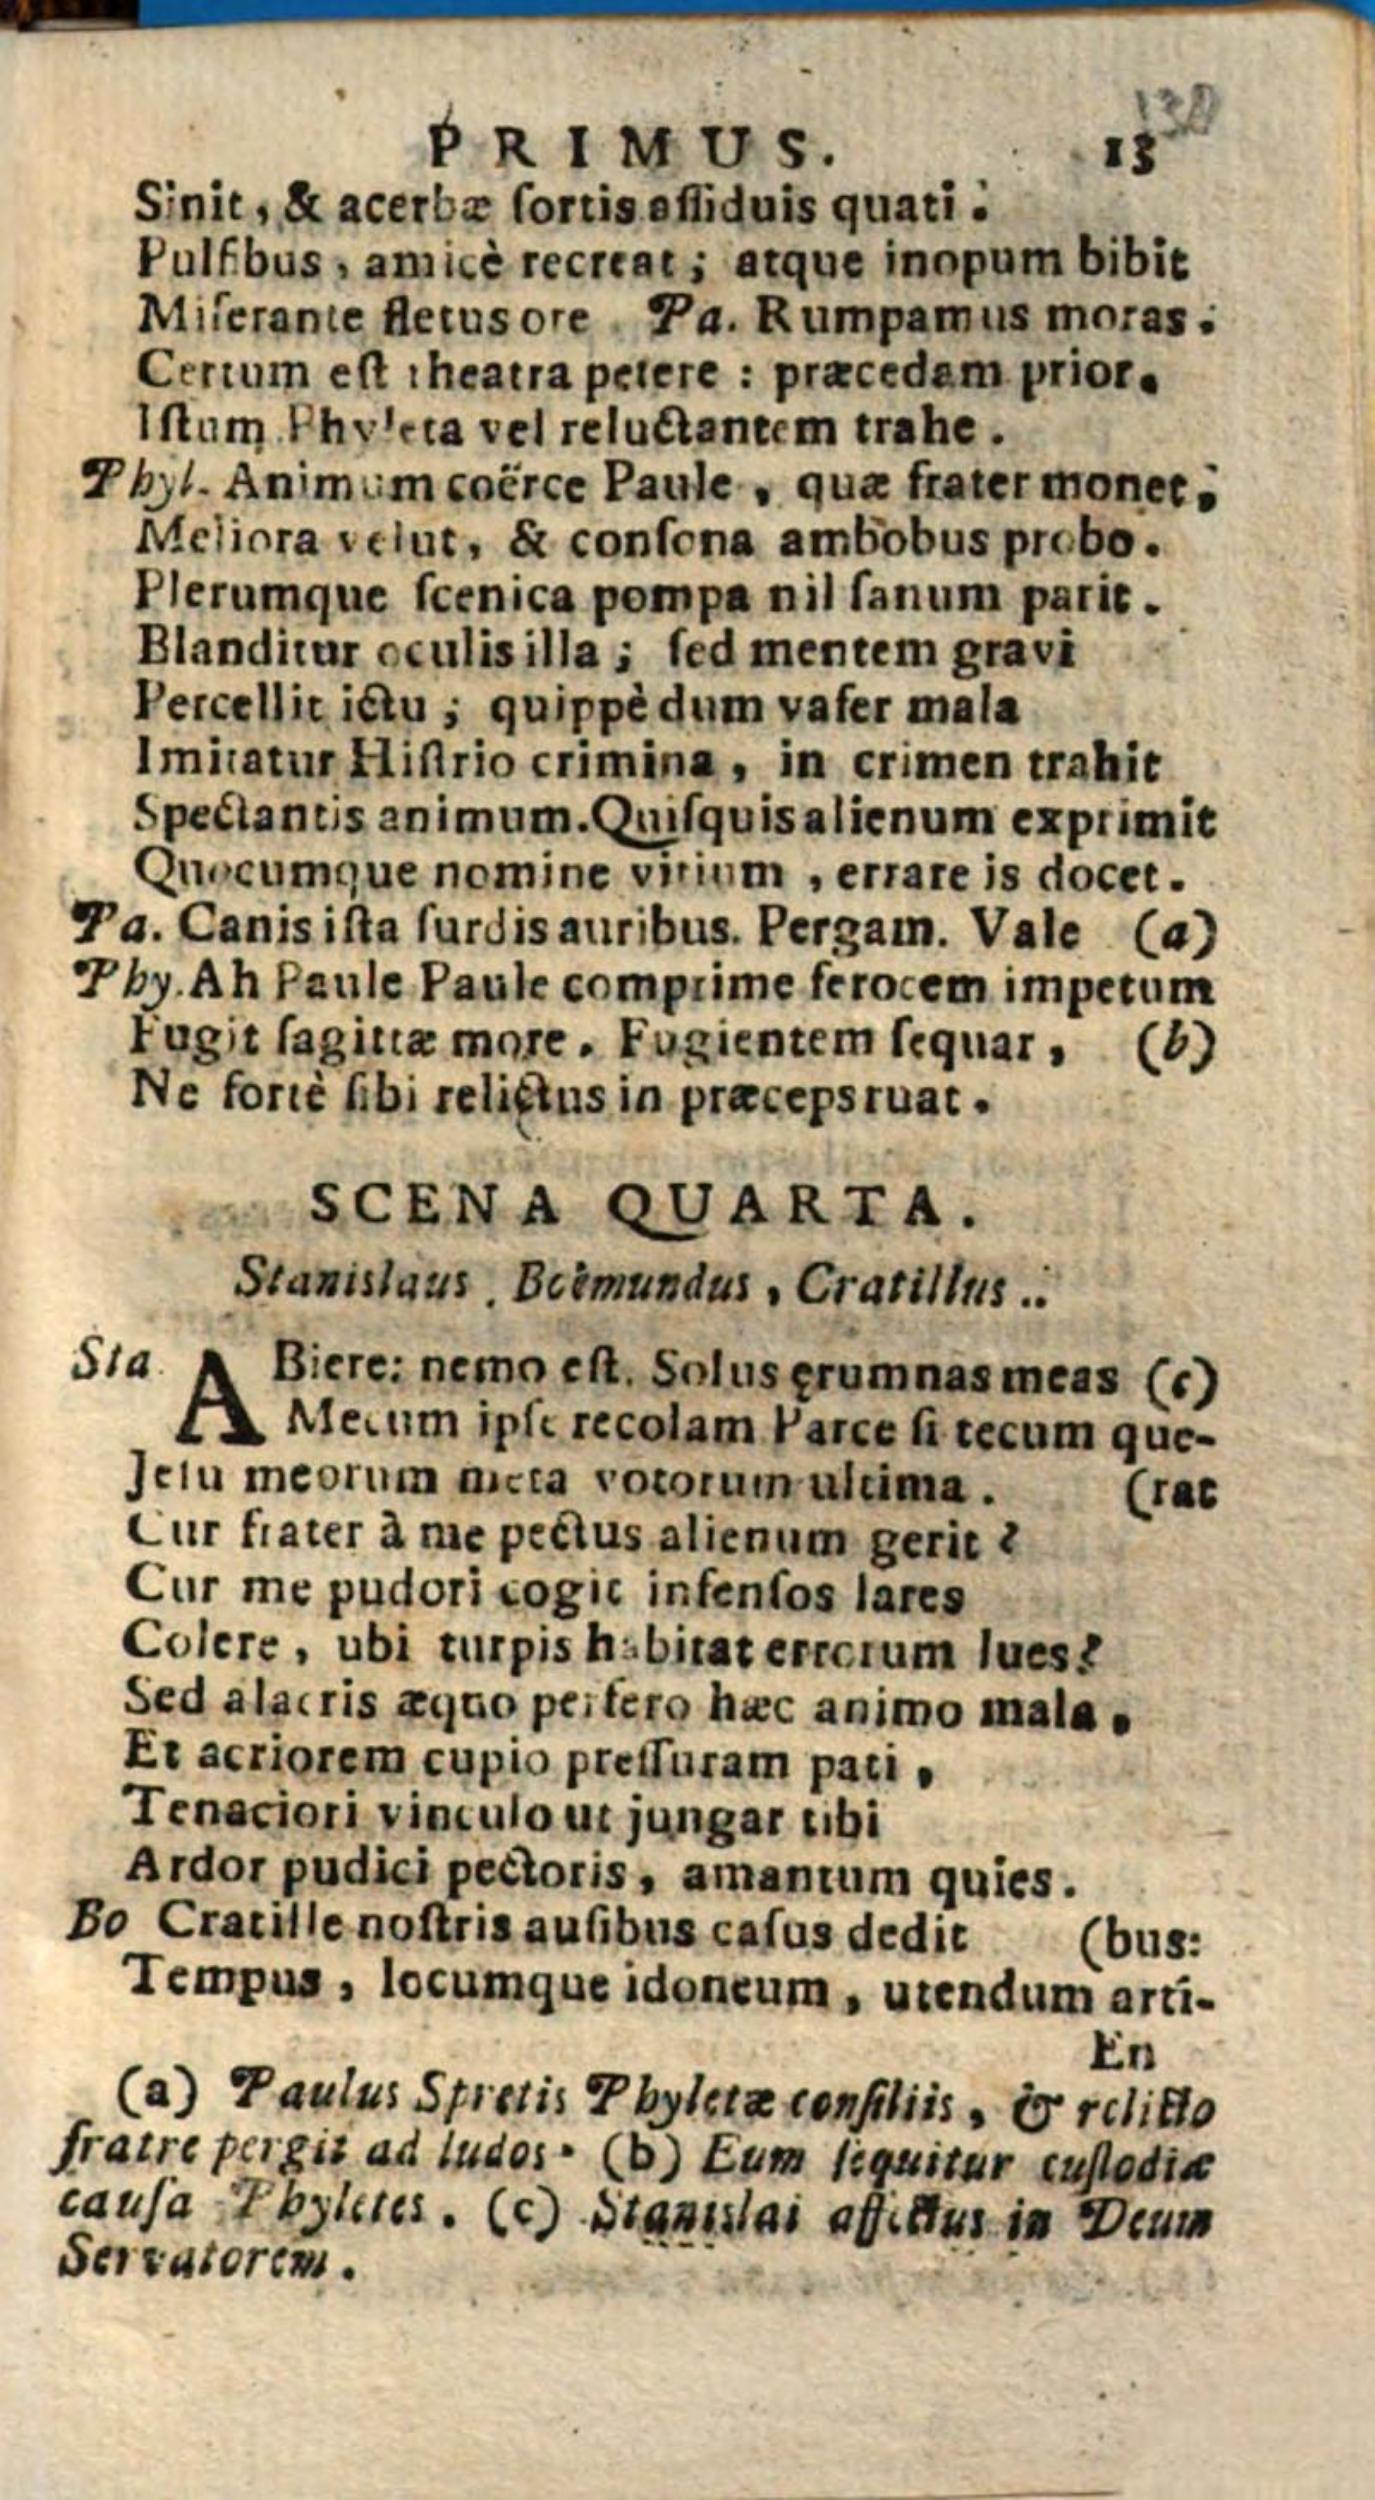 PRIMUS. 13
130
Sinit, & acerbæ ſortis aſſiduis quati.
Pulſibus, amicè recreat; atque inopum bibit
Miſerante fletus ore Pa. Rumpamus moras.
Certum eſt theatra petere: præcedam prior.
Iſtum Phyleta vel reluctantem trahe.
Phyl. Animum coërce Paule, quæ frater monet;
Meliora velut, & conſona ambobus probo.
Plerumque ſcenica pompa nil ſanum parit.
Blanditur oculis illa; ſed mentem gravi
Percellit ictu; quippè dum vafer mala
Imitatur Hiſtrio crimina, in crimen trahit
Spectantis animum. Quiſquis alienum exprimit
Quocumque nomine vitium, errare is docet.
Pa. Canis iſta ſurdis auribus. Pergam. Vale (a)
Phy. Ah Paule Paule comprime ferocem impetum
Fugit ſagittæ more. Fugientem ſequar, (b)
Ne fortè ſibi relictus in præceps ruat.
SCENA QUARTA.
Stanislaus, Boëmundus, Cratillus..
Sta. ABiere: nemo eſt. Solus ęrumnas meas (c)
Mecum ipſe recolam Parce ſi tecum que-
Jeſu meorum meta votorum ultima. (rat
Cur frater à me pectus alienum gerit?
Cur me pudori cogit infenſos lares
Colere, ubi turpis habitat errorum lues?
Sed alacris æquo perfero hæc animo mala.
Et acriorem cupio preſſuram pati,
Tenaciori vinculo ut jungar tibi
Ardor pudici pectoris, amantum quies.
Bo Cratille noſtris auſibus caſus dedit (bus:
Tempus, locumque idoneum, utendum arti-
En
(a) Paulus Spretis Phyletæ conſiliis, & relicto
fratre pergit ad ludos. (b) Eum ſequitur cuſtodiæ
cauſa Phyletes. (c) Stanislai affectus in Deum
Servatorem.